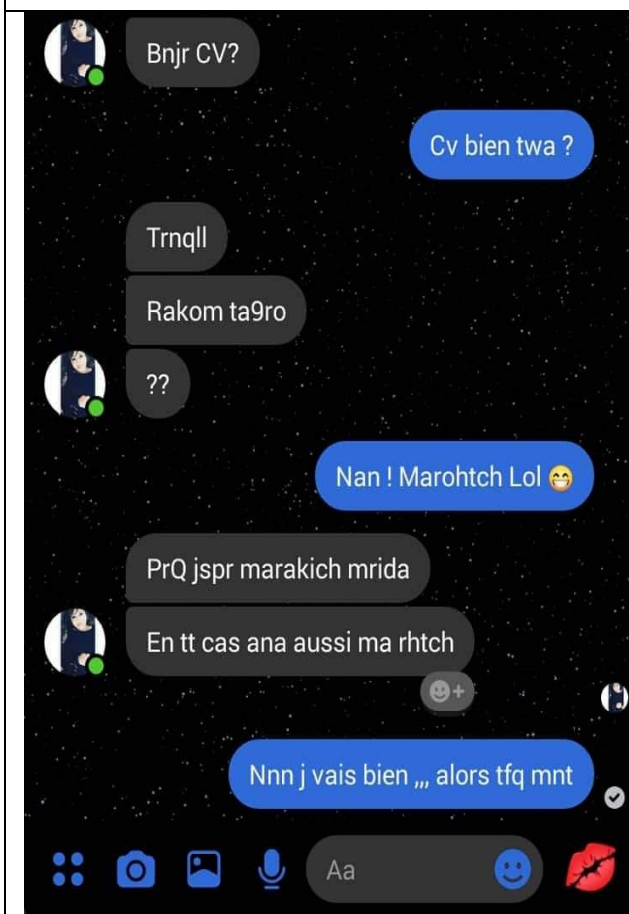 Bnjr CV?
Cv bien twa ?
Trnqll
Rakom ta9ro
??
Nan ! Marohtch Lol 😁
PrQ jspr marakich mrida
En tt cas ana aussi ma rhtch
Nnn j vais bien ,,, alors tfq mnt
Aa